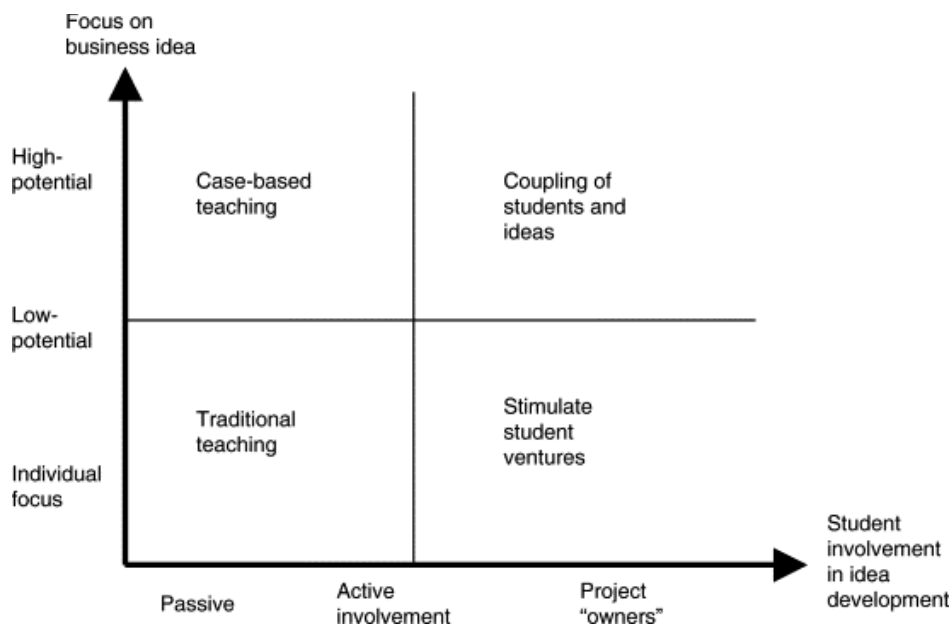 Focus on
business idea
High-
potential
Case-based
teaching
Coupling of
students and
ideas
Low-
potential
Traditional
teaching
Stimulate
student
ventures
Individual
focus
Student
involvement
in idea
development
Passive
Active
involvement
Project
“owners”